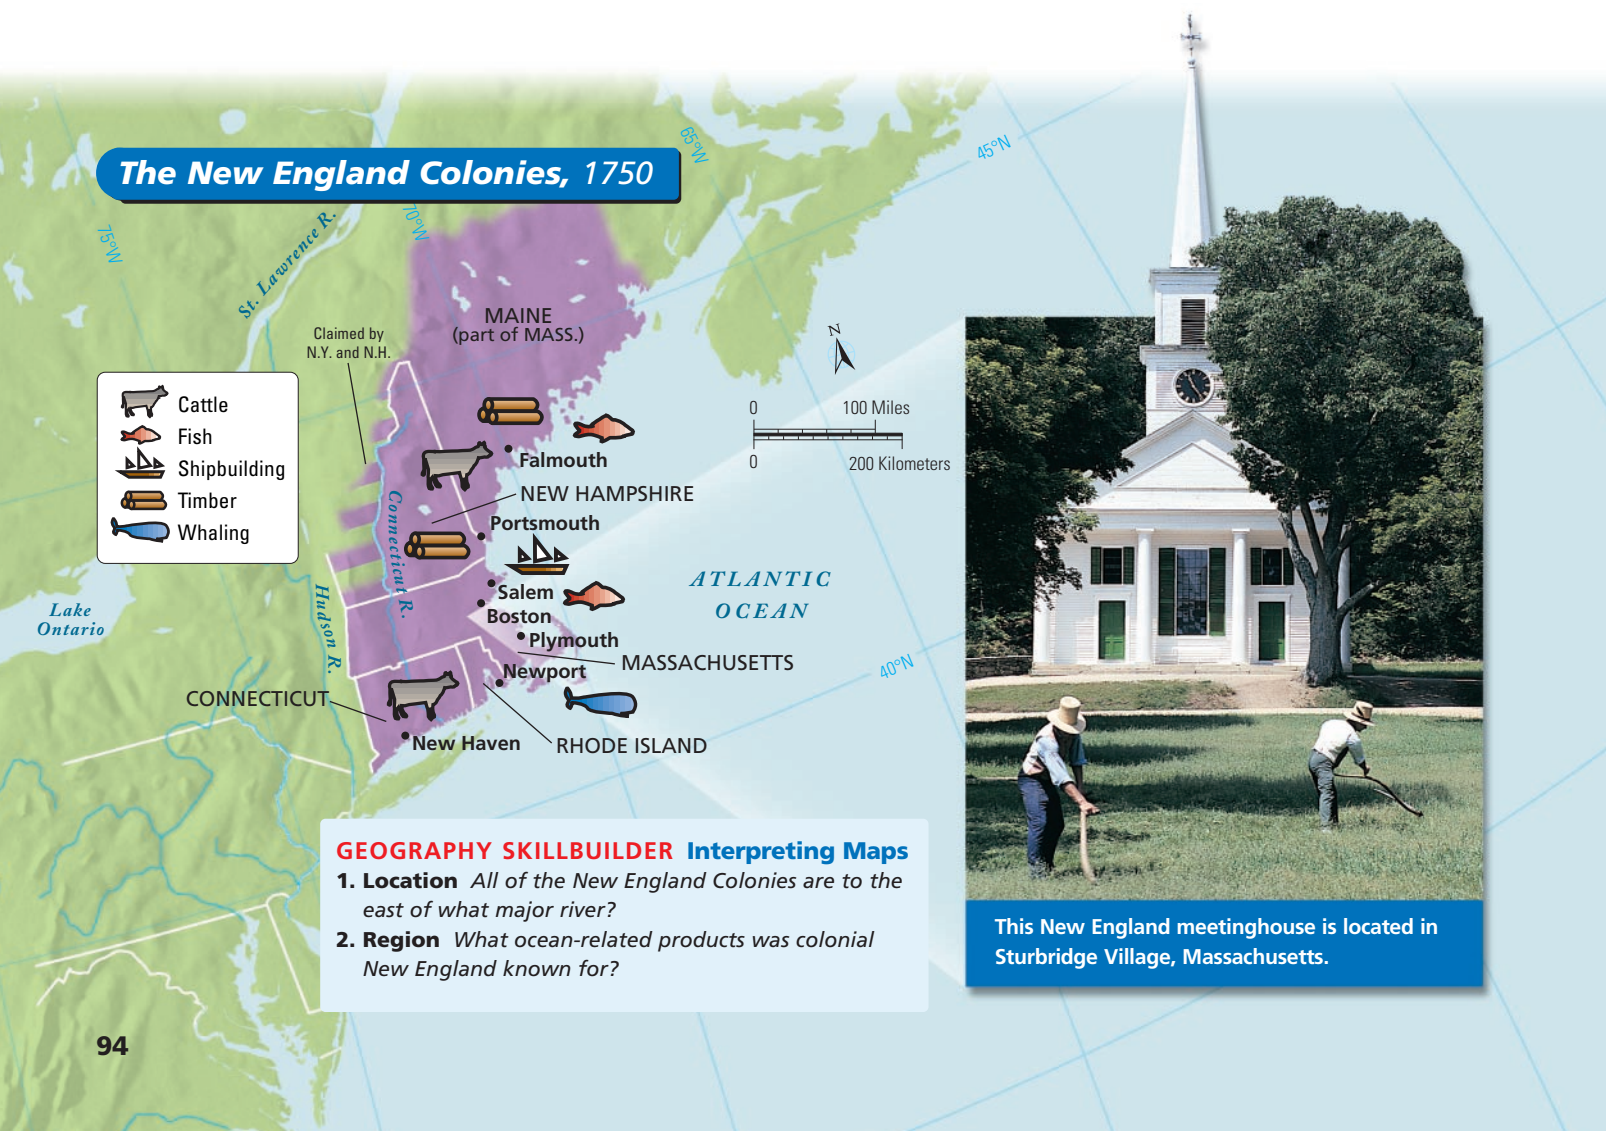 The New England Colonies, 1750
65°W
45°N
70°W
75°W
St. Lawrence R.
MAINE
(part of MASS.)
Claimed by
N.Y. and N.H.
N
Cattle
Fish
Shipbuilding
Timber
Whaling
0 100 Miles
0 200 Kilometers
Falmouth
NEW HAMPSHIRE
Portsmouth
Connecticut R.
Hudson R.
Salem
Boston
Plymouth
ATLANTIC
OCEAN
Lake
Ontario
MASSACHUSETTS
Newport
40°N
CONNECTICUT
New Haven
RHODE ISLAND
GEOGRAPHY SKILLBUILDER Interpreting Maps
1. Location All of the New England Colonies are to the
east of what major river?
2. Region What ocean-related products was colonial
New England known for?
This New England meetinghouse is located in
Sturbridge Village, Massachusetts.
94